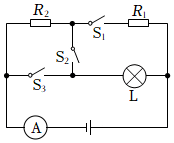 R₂ S₁ R₁
S₂
S₃ L
A